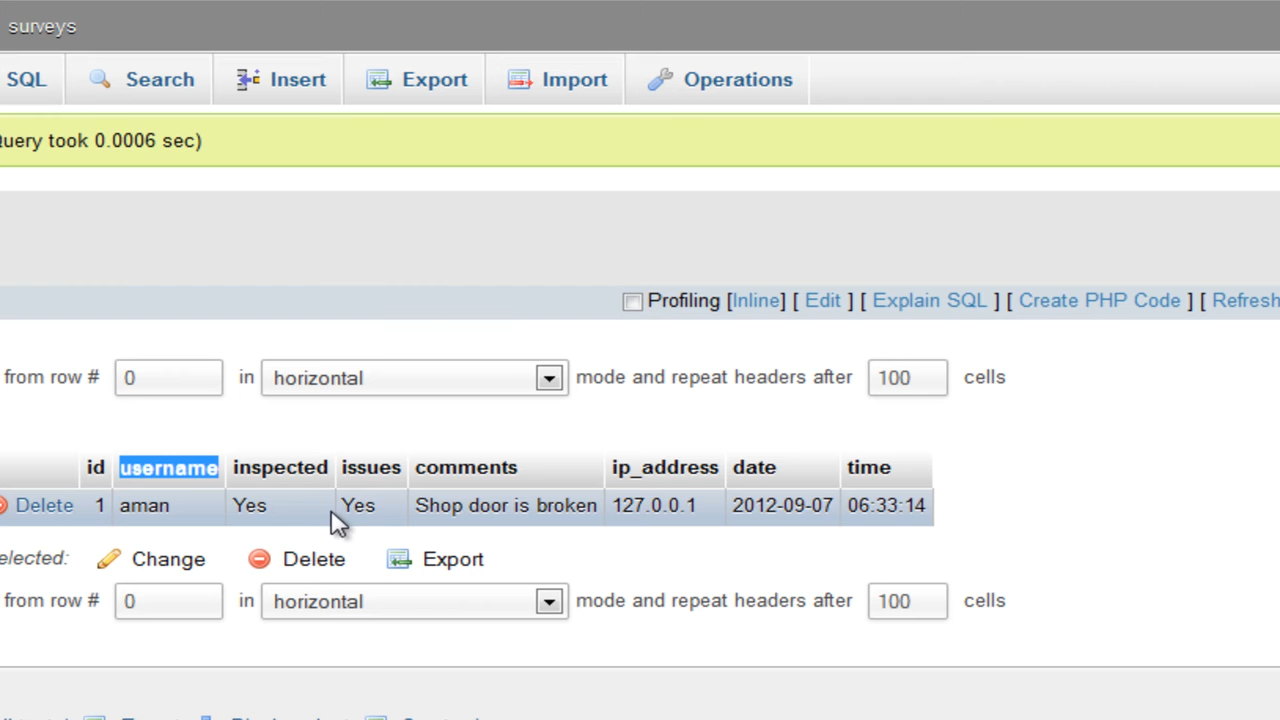 surveys
SQL Search Insert Export Import Operations
Query took 0.0006 sec)
Profiling [Inline] [ Edit ] [ Explain SQL ] [ Create PHP Code ] [ Refresh
from row # 0 in horizontal mode and repeat headers after 100 cells
id username inspected issues comments ip_address date time
Delete 1 aman Yes Yes Shop door is broken 127.0.0.1 2012-09-07 06:33:14
elected: Change Delete Export
from row # 0 in horizontal mode and repeat headers after 100 cells